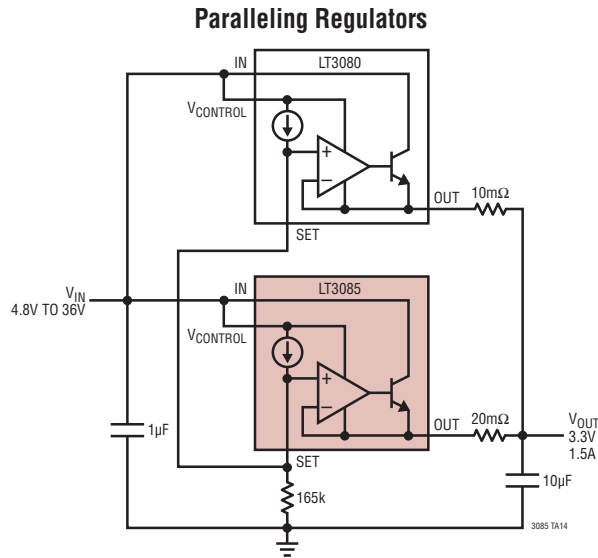 Paralleling Regulators
IN
LT3080
VCONTROL
+
–
OUT
10mΩ
SET
VIN
4.8V TO 36V
IN
LT3085
VCONTROL
+
–
OUT
20mΩ
VOUT
3.3V
1.5A
1µF
SET
165k
10µF
3085 TA14